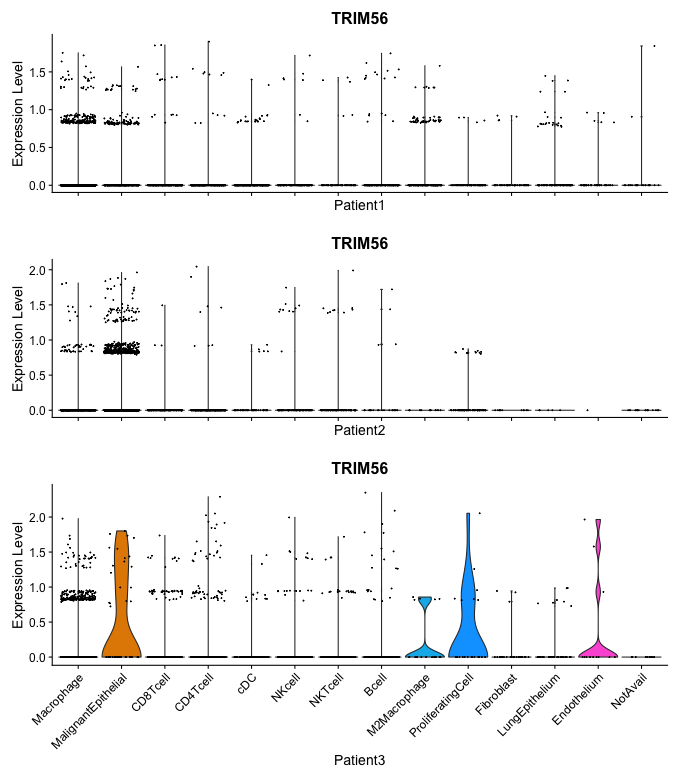 TRIM56
Expression Level
1.5
1.0
0.5
0.0
Patient1
TRIM56
Expression Level
2.0
1.5
1.0
0.5
0.0
Patient2
TRIM56
Expression Level
2.0
1.5
1.0
0.5
0.0
Macrophage
MalignantEpithelial
CD8Tcell
CD4Tcell
cDC
NKcell
NKTcell
Bcell
M2Macrophage
ProliferatingCell
Fibroblast
LungEpithelium
Endothelium
NotAvail
Patient3